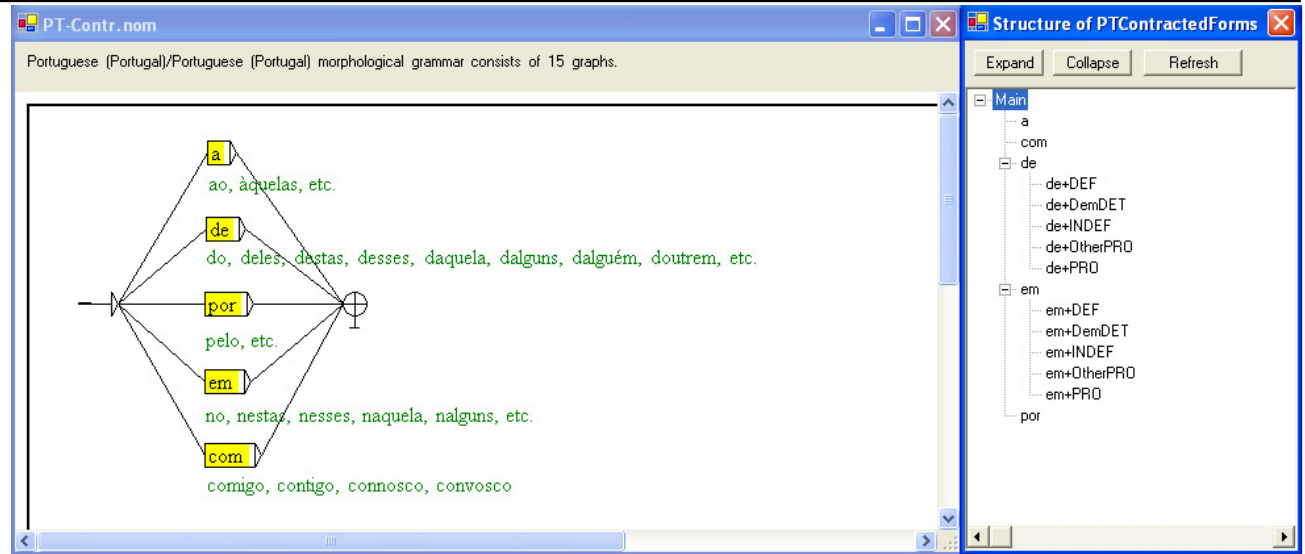 PT-Contr.nom
Portuguese (Portugal)/Portuguese (Portugal) morphological grammar consists of 15 graphs.
a
ao, àquelas, etc.
de
do, deles, destas, desses, daquela, dalguns, dalguém, doutrem, etc.
por
pelo, etc.
em
no, nestas, nesses, naquela, nalguns, etc.
com
comigo, contigo, connosco, convosco
Structure of PTContractedForms
Expand Collapse Refresh
Main
a
com
de
de+DEF
de+DemDET
de+INDEF
de+OtherPRO
de+PRO
em
em+DEF
em+DemDET
em+INDEF
em+OtherPRO
em+PRO
por